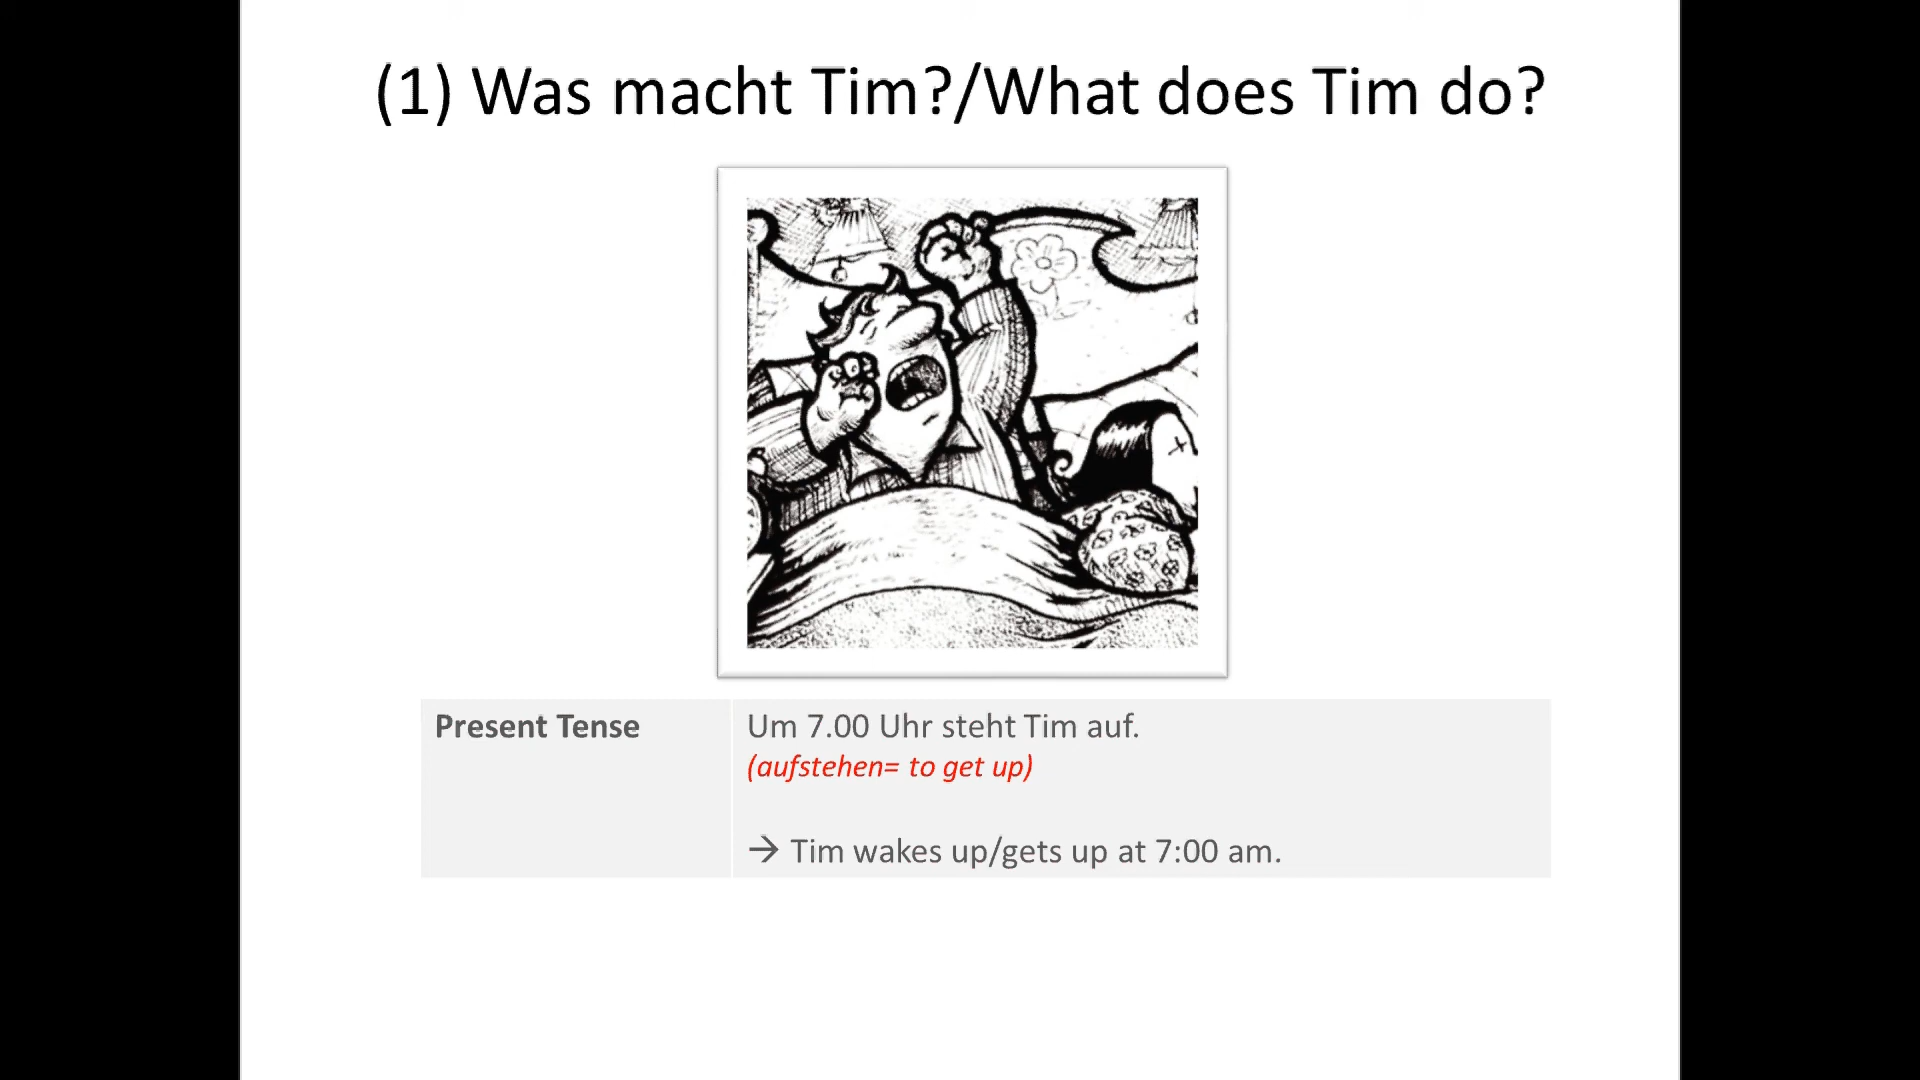 (1) Was macht Tim?/What does Tim do?
Present Tense
Um 7.00 Uhr steht Tim auf.
(aufstehen= to get up)
→ Tim wakes up/gets up at 7:00 am.